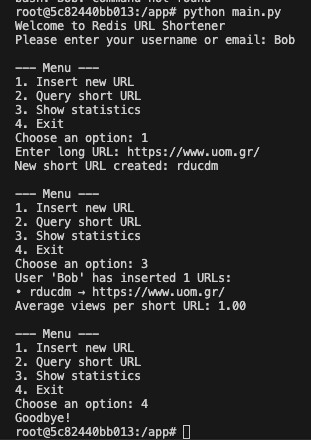 bash: Bob: command not found
root@5c82440bb013:/app# python main.py
Welcome to Redis URL Shortener
Please enter your username or email: Bob
--- Menu ---
1. Insert new URL
2. Query short URL
3. Show statistics
4. Exit
Choose an option: 1
Enter long URL: https://www.uom.gr/
New short URL created: rducdm
--- Menu ---
1. Insert new URL
2. Query short URL
3. Show statistics
4. Exit
Choose an option: 3
User 'Bob' has inserted 1 URLs:
• rducdm → https://www.uom.gr/
Average views per short URL: 1.00
--- Menu ---
1. Insert new URL
2. Query short URL
3. Show statistics
4. Exit
Choose an option: 4
Goodbye!
root@5c82440bb013:/app#